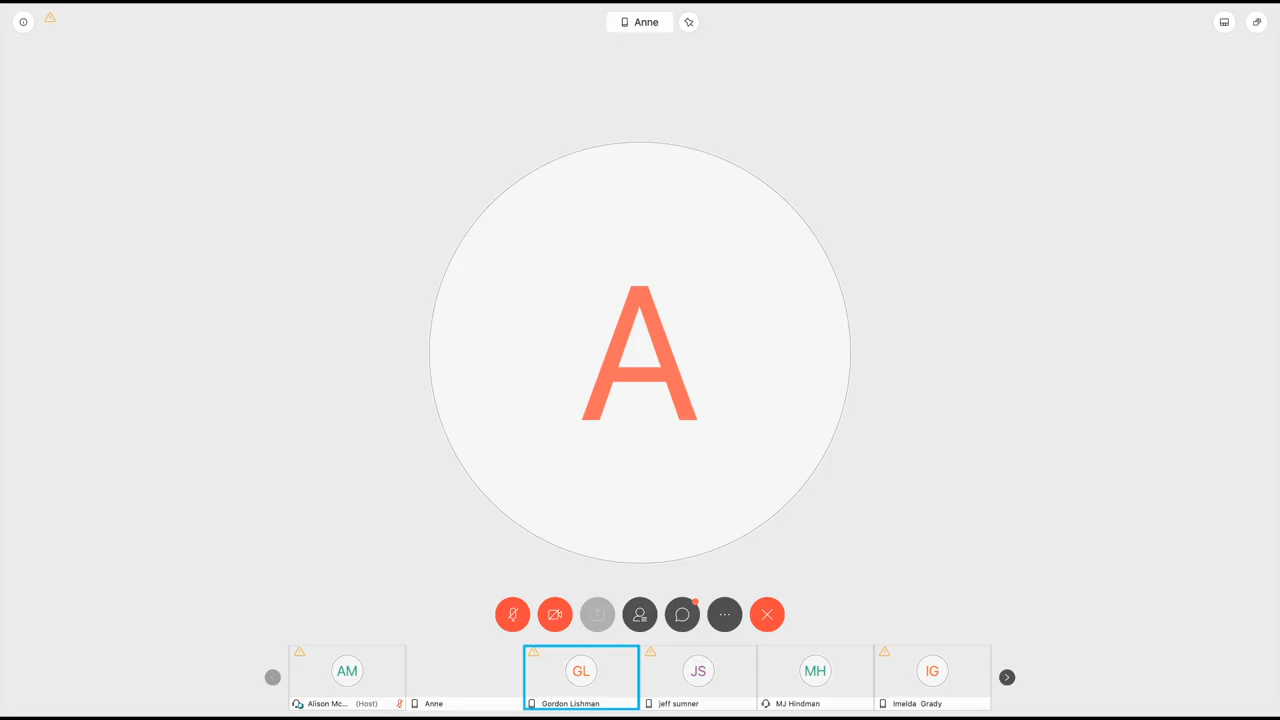 Anne
A
AM
GL
JS
MH
IG
Alison Mc... (Host)
Anne
Gordon Lishman
jeff sumner
MJ Hindman
Imelda Grady